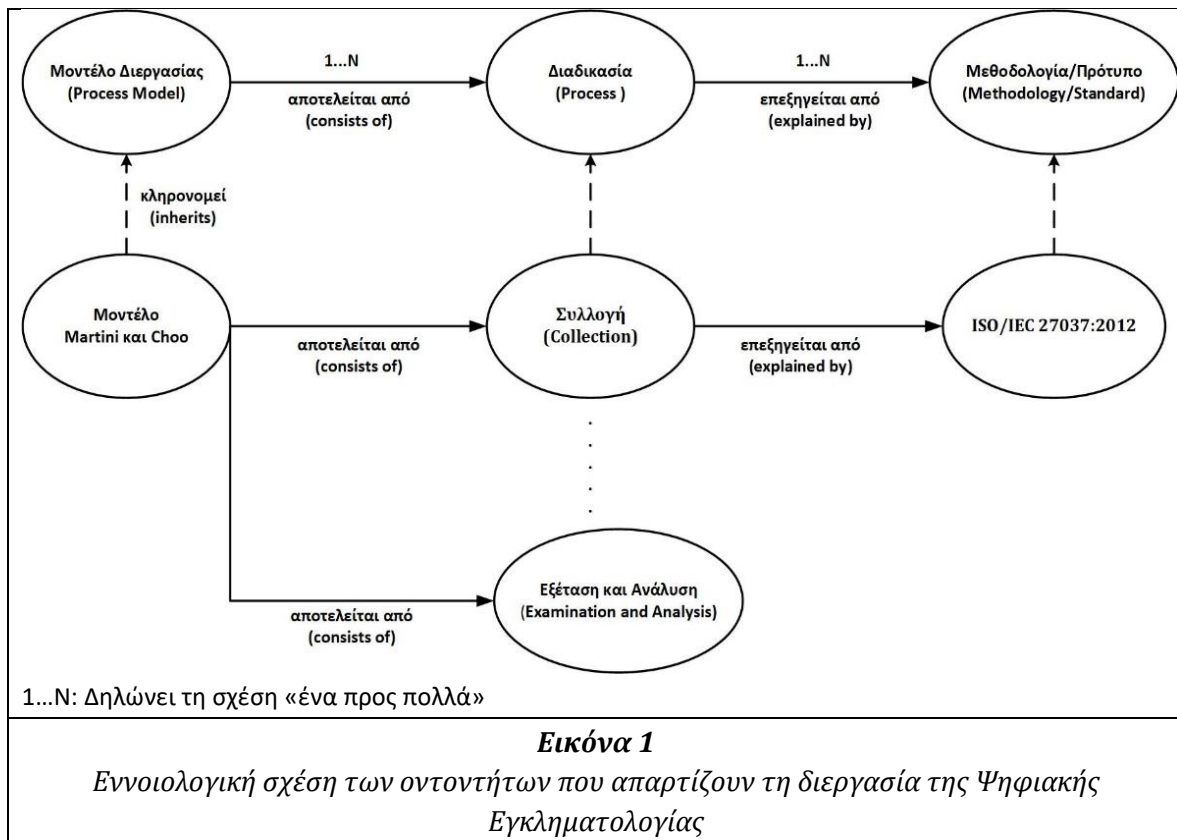 Μοντέλο Διεργασίας
(Process Model)
1...N
αποτελείται από
(consists of)
Διαδικασία
(Process )
1...N
επεξηγείται από
(explained by)
Μεθοδολογία/Πρότυπο
(Methodology/Standard)
κληρονομεί
(inherits)
Μοντέλο
Martini και Choo
αποτελείται από
(consists of)
Συλλογή
(Collection)
επεξηγείται από
(explained by)
ISO/IEC 27037:2012
αποτελείται από
(consists of)
Εξέταση και Ανάλυση
(Examination and Analysis)
1...N: Δηλώνει τη σχέση «ένα προς πολλά»
Εικόνα 1
Εννοιολογική σχέση των οντοντήτων που απαρτίζουν τη διεργασία της Ψηφιακής
Εγκληματολογίας